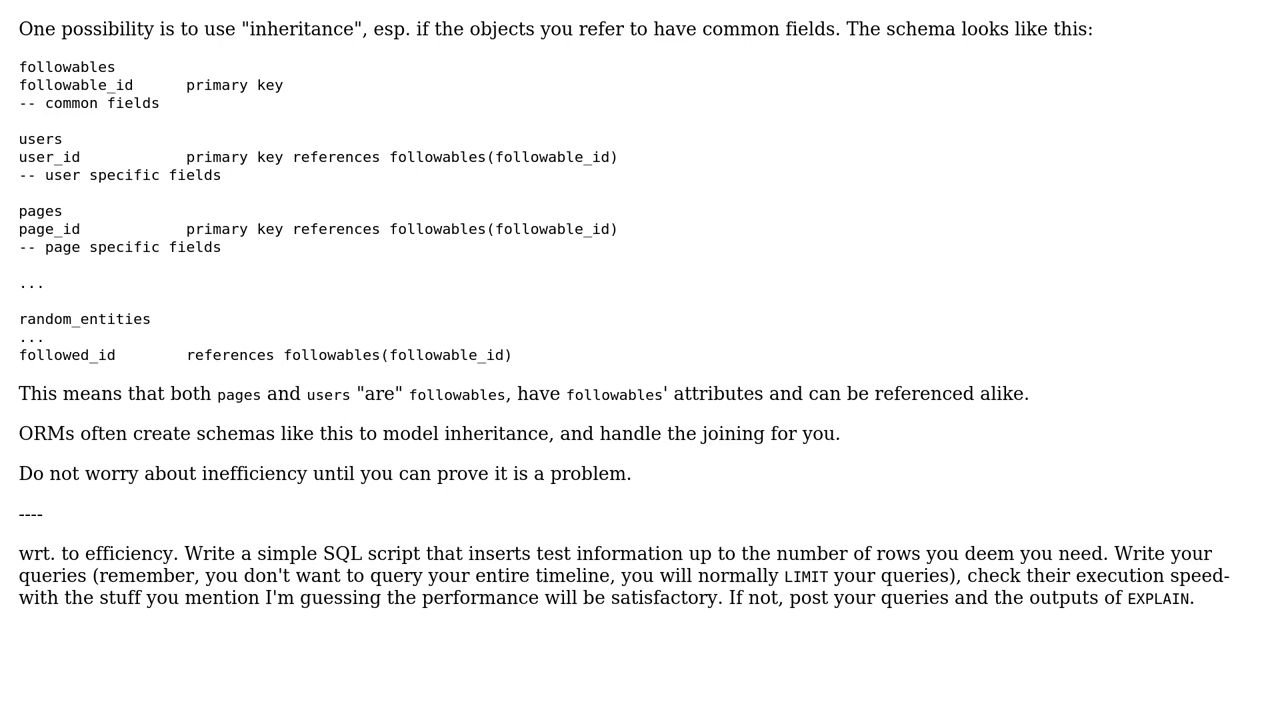 One possibility is to use "inheritance", esp. if the objects you refer to have common fields. The schema looks like this:
followables
followable_id      primary key
-- common fields
users
user_id            primary key references followables(followable_id)
-- user specific fields
pages
page_id            primary key references followables(followable_id)
-- page specific fields
...
random_entities
...
followed_id        references followables(followable_id)
This means that both pages and users "are" followables, have followables' attributes and can be referenced alike.
ORMs often create schemas like this to model inheritance, and handle the joining for you.
Do not worry about inefficiency until you can prove it is a problem.
----
wrt. to efficiency. Write a simple SQL script that inserts test information up to the number of rows you deem you need. Write your
queries (remember, you don't want to query your entire timeline, you will normally LIMIT your queries), check their execution speed-
with the stuff you mention I'm guessing the performance will be satisfactory. If not, post your queries and the outputs of EXPLAIN.